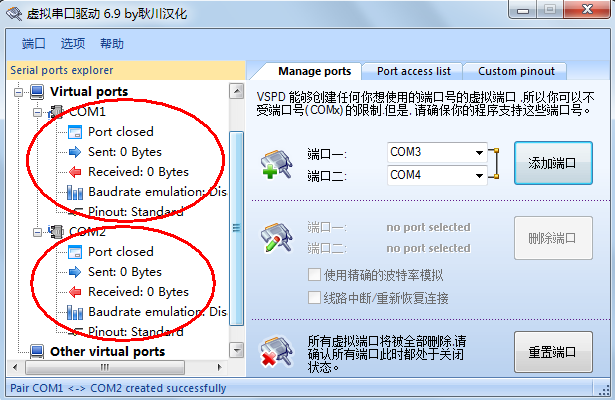 虚拟串口驱动 6.9 by耿川汉化
端口 选项 帮助
Serial ports explorer
Virtual ports
COM1
Port closed
Sent: 0 Bytes
Received: 0 Bytes
Baudrate emulation: Dis
Pinout: Standard
COM2
Port closed
Sent: 0 Bytes
Received: 0 Bytes
Baudrate emulation: Dis
Pinout: Standard
Other virtual ports
Manage ports Port access list Custom pinout
VSPD 能够创建任何你想使用的端口号的虚拟端口,所以你可以不
受端口号(COMx)的限制.但是,请确保你的程序支持这些端口号。
端口一: COM3
端口二: COM4
添加端口
端口一: no port selected
端口二: no port selected
删除端口
使用精确的波特率模拟
线路中断/重新恢复连接
所有虚拟端口将被全部删除,请
确认所有端口此时都处于关闭
状态。
重置端口
Pair COM1 <-> COM2 created successfully